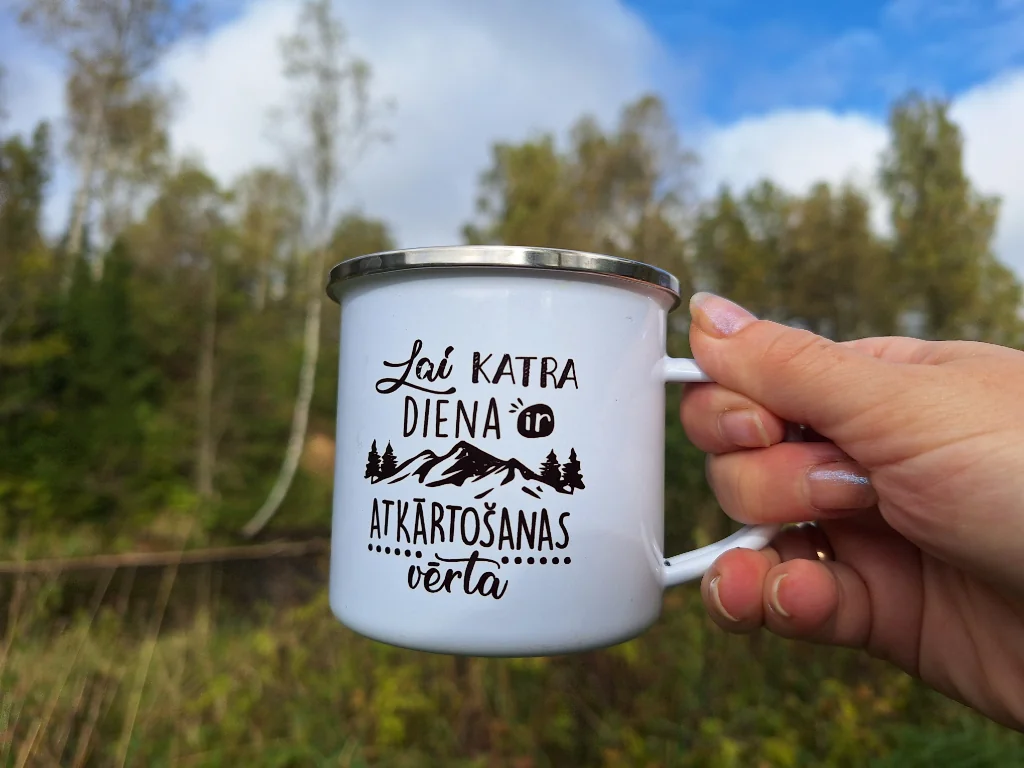 Lai KATRA
DIENA ir
ATKĀRTOŠANAS
vērta